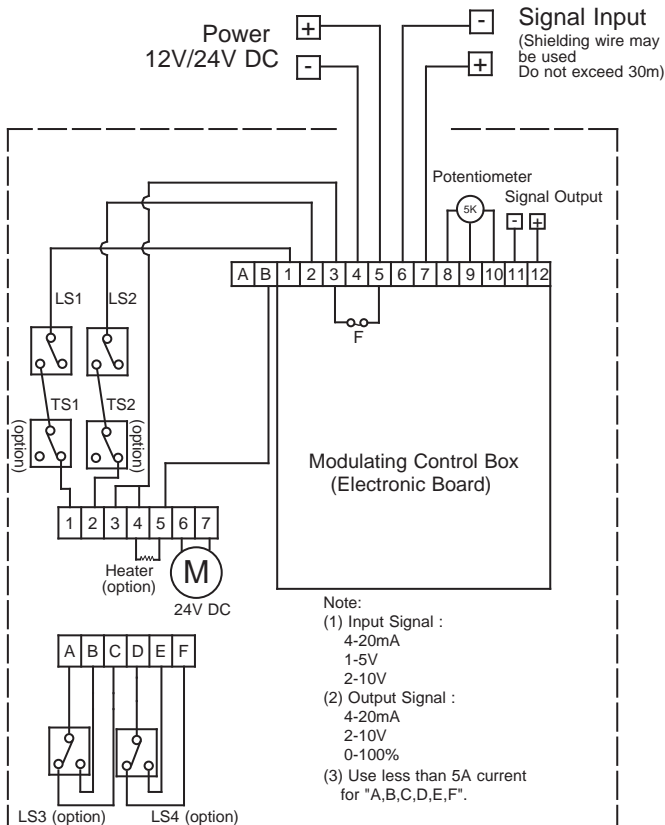 Power
12V/24V DC
+
-
-
+
Signal Input
(Shielding wire may
be used
Do not exceed 30m)
Potentiometer
5K
Signal Output
-
+
A B 1 2 3 4 5 6 7 8 9 10 11 12
F
LS1
LS2
TS1
TS2
(option)
(option)
Modulating Control Box
(Electronic Board)
1 2 3 4 5 6 7
Heater
(option)
M
24V DC
A B C D E F
LS3 (option)
LS4 (option)
Note:
(1) Input Signal :
4-20mA
1-5V
2-10V
(2) Output Signal :
4-20mA
2-10V
0-100%
(3) Use less than 5A current
for "A,B,C,D,E,F".